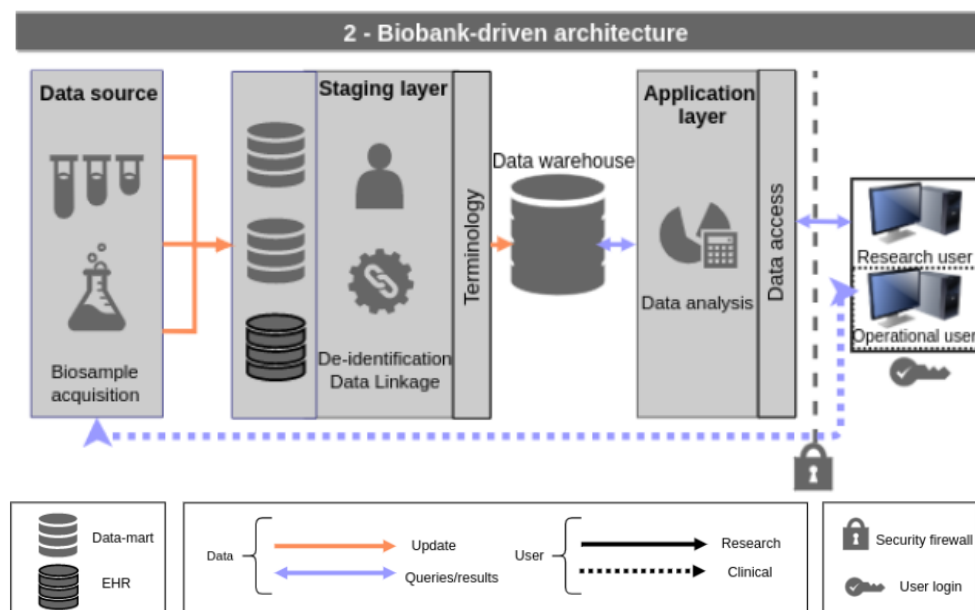 2 - Biobank-driven architecture
Data source
Biosample
acquisition
Staging layer
De-identification
Data Linkage
Terminology
Data warehouse
Application
layer
Data analysis
Data access
Research user
Operational user
Data-mart
EHR
Data
Update
Queries/results
User
Research
Clinical
Security firewall
User login